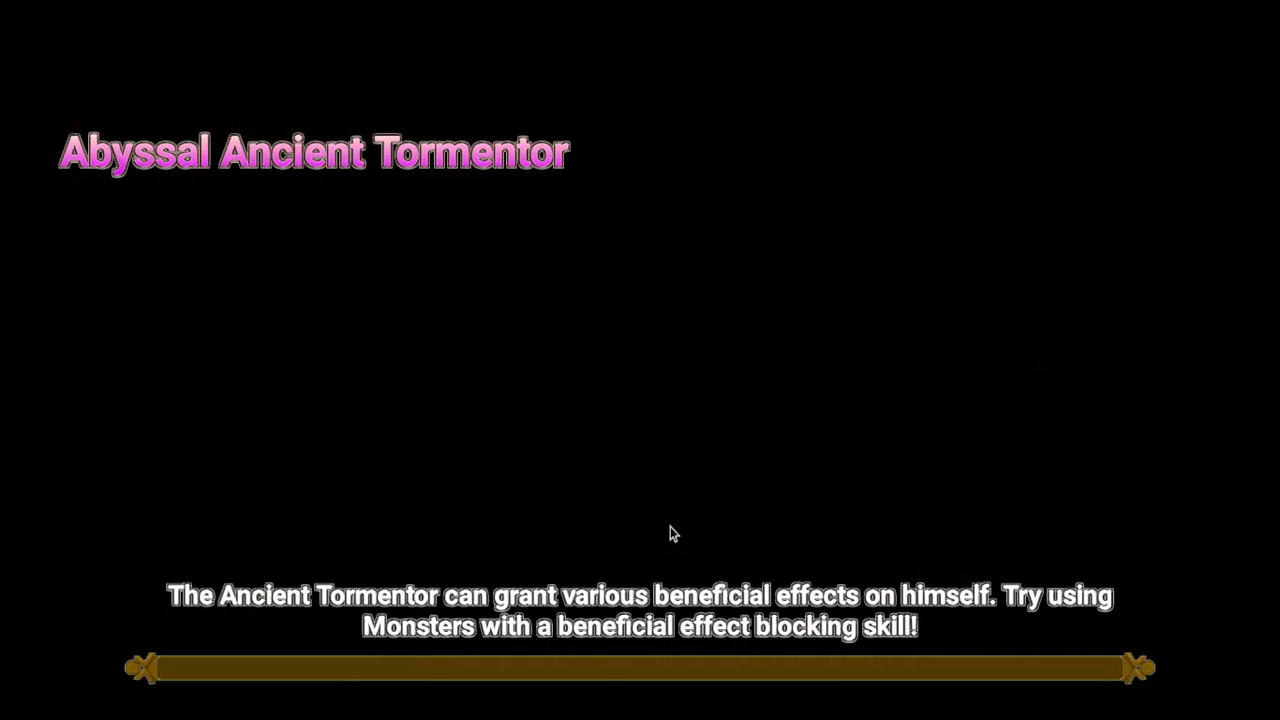 Abyssal Ancient Tormentor
The Ancient Tormentor can grant various beneficial effects on himself. Try using
Monsters with a beneficial effect blocking skill!